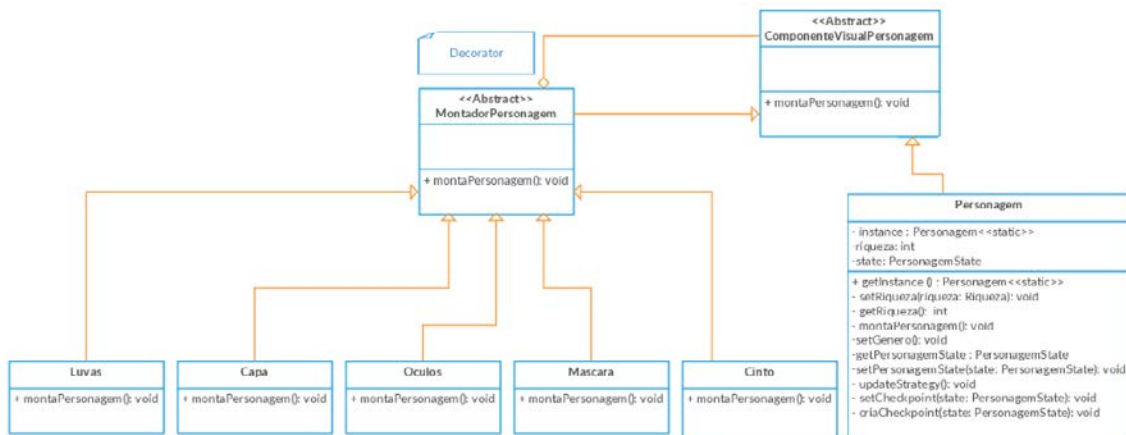 <<Abstract>>
ComponenteVisualPersonagem
+ montaPersonagem(): void
Decorator
<<Abstract>>
MontadorPersonagem
+ montaPersonagem(): void
Personagem
- instance : Personagem<<static>>
-riqueza: int
-state: PersonagemState
+ getInstance () : Personagem<<static>>
- setRiqueza(riqueza: Riqueza): void
- getRiqueza(): int
- montaPersonagem(): void
-setGenero(): void
-getPersonagemState : PersonagemState
-setPersonagemState(state: PersonagemState): void
- updateStrategy(): void
- setCheckpoint(state: PersonagemState): void
- criaCheckpoint(state: PersonagemState): void
Luvas
+ montaPersonagem(): void
Capa
+ montaPersonagem(): void
Oculos
+ montaPersonagem(): void
Mascara
+ montaPersonagem(): void
Cinto
+ montaPersonagem(): void